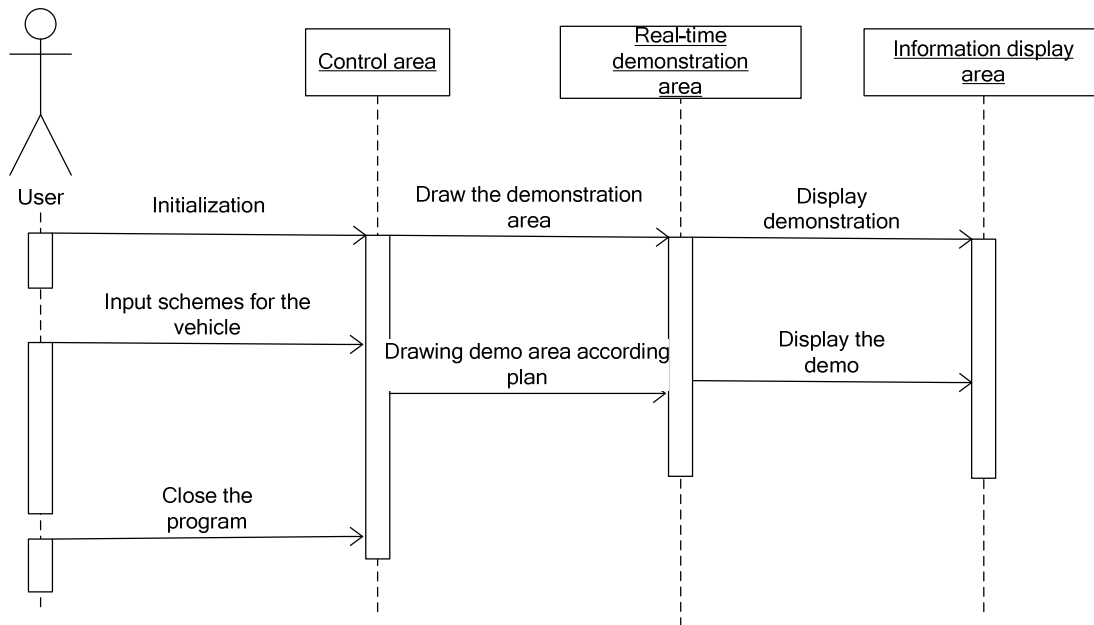 Control area
Real-time
demonstration
area
Information display
area
User
Initialization
Draw the demonstration
area
Display
demonstration
Input schemes for the
vehicle
Drawing demo area according
plan
Display the
demo
Close the
program